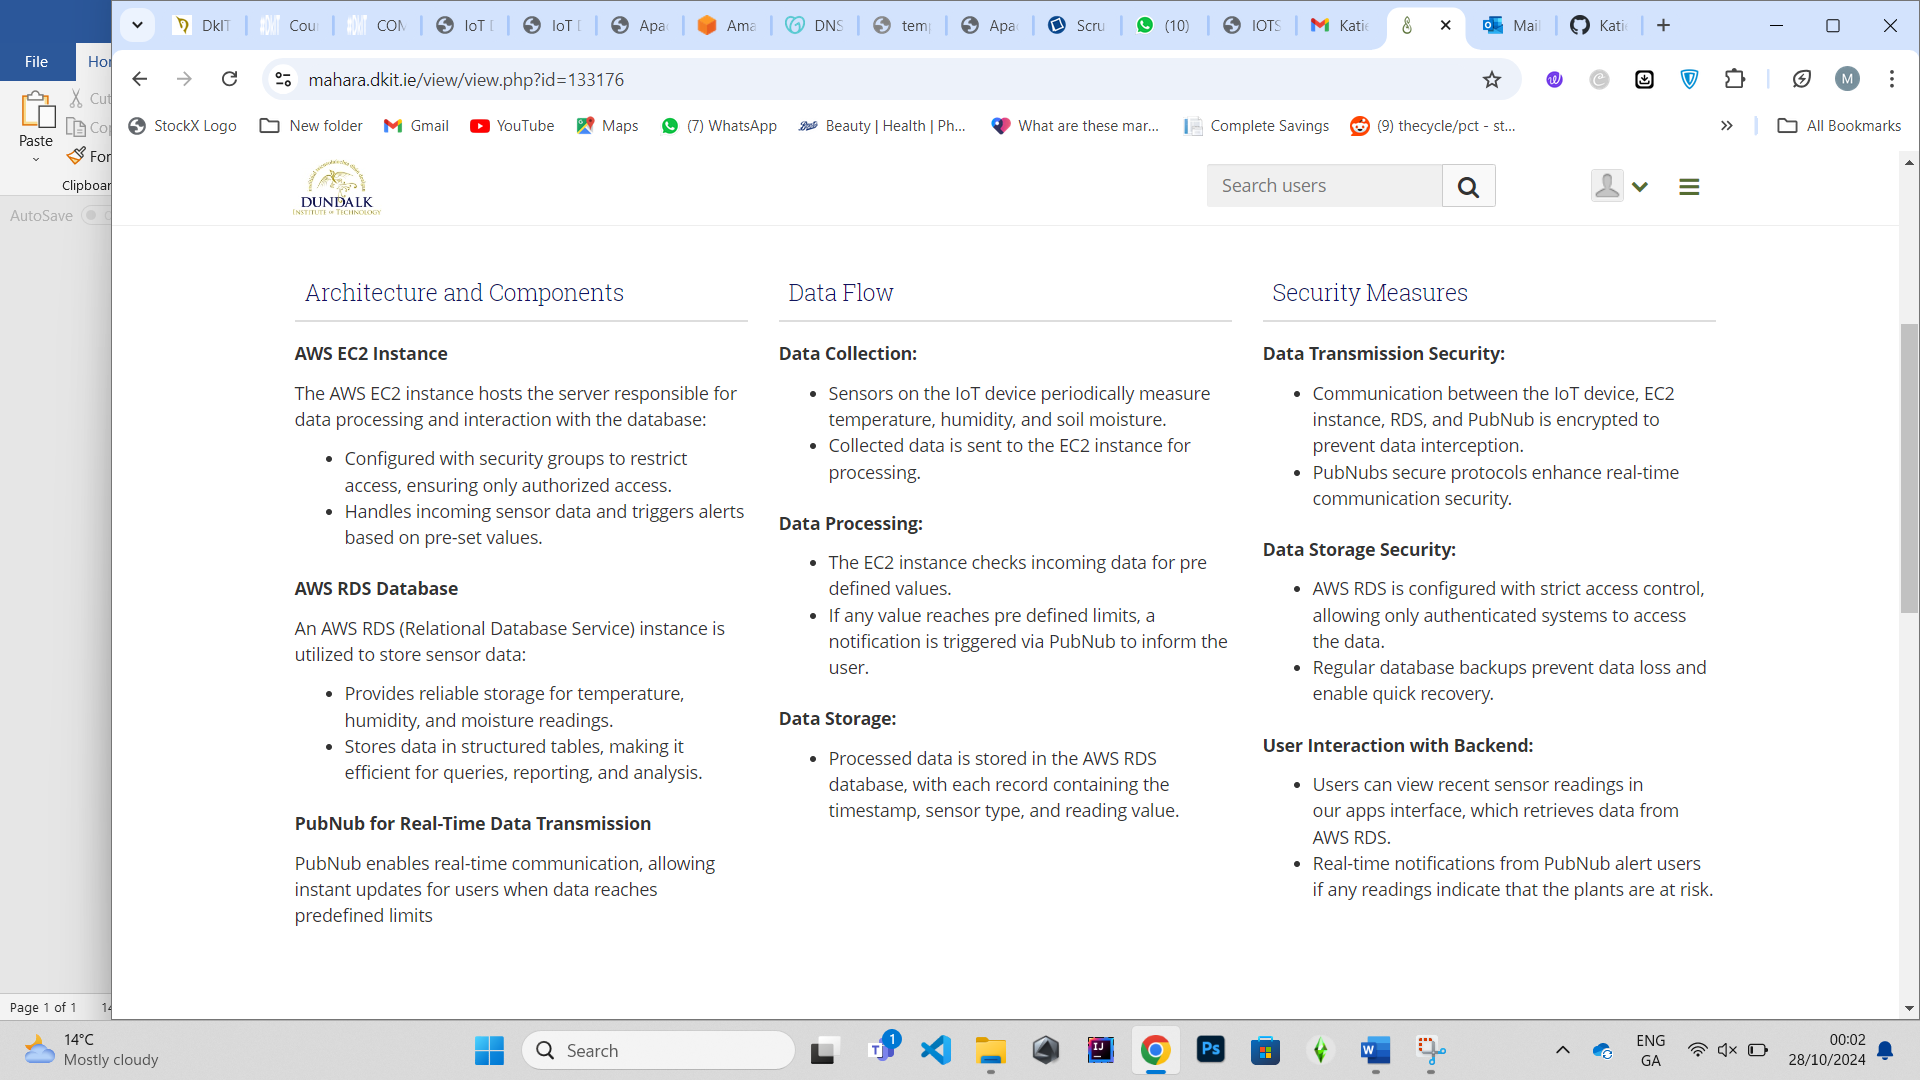 DkIT
Cour
COM
IoT D
IoT D
Apac
Ama
DNS
temp
Apac
Scru
(10)
IOTS
Katie
Mail
Katie
File
Hor
mahara.dkit.ie/view/view.php?id=133176
M
StockX Logo
New folder
Gmail
YouTube
Maps
(7) WhatsApp
Beauty | Health | Ph...
What are these mar...
Complete Savings
(9) thecycle/pct - st...
All Bookmarks
Cut
Cop
Paste
For
Clipboar
AutoSave
DUNDALK
INSTITUTE OF TECHNOLOGY
Search users
Architecture and Components
AWS EC2 Instance
The AWS EC2 instance hosts the server responsible for
data processing and interaction with the database:
• Configured with security groups to restrict
access, ensuring only authorized access.
• Handles incoming sensor data and triggers alerts
based on pre-set values.
AWS RDS Database
An AWS RDS (Relational Database Service) instance is
utilized to store sensor data:
• Provides reliable storage for temperature,
humidity, and moisture readings.
• Stores data in structured tables, making it
efficient for queries, reporting, and analysis.
PubNub for Real-Time Data Transmission
PubNub enables real-time communication, allowing
instant updates for users when data reaches
predefined limits
Data Flow
Data Collection:
• Sensors on the IoT device periodically measure
temperature, humidity, and soil moisture.
• Collected data is sent to the EC2 instance for
processing.
Data Processing:
• The EC2 instance checks incoming data for pre
defined values.
• If any value reaches pre defined limits, a
notification is triggered via PubNub to inform the
user.
Data Storage:
• Processed data is stored in the AWS RDS
database, with each record containing the
timestamp, sensor type, and reading value.
Security Measures
Data Transmission Security:
• Communication between the IoT device, EC2
instance, RDS, and PubNub is encrypted to
prevent data interception.
• PubNubs secure protocols enhance real-time
communication security.
Data Storage Security:
• AWS RDS is configured with strict access control,
allowing only authenticated systems to access
the data.
• Regular database backups prevent data loss and
enable quick recovery.
User Interaction with Backend:
• Users can view recent sensor readings in
our apps interface, which retrieves data from
AWS RDS.
• Real-time notifications from PubNub alert users
if any readings indicate that the plants are at risk.
Page 1 of 1
14°C
Mostly cloudy
Search
1
IJ
Ps
ENG
GA
00:02
28/10/2024